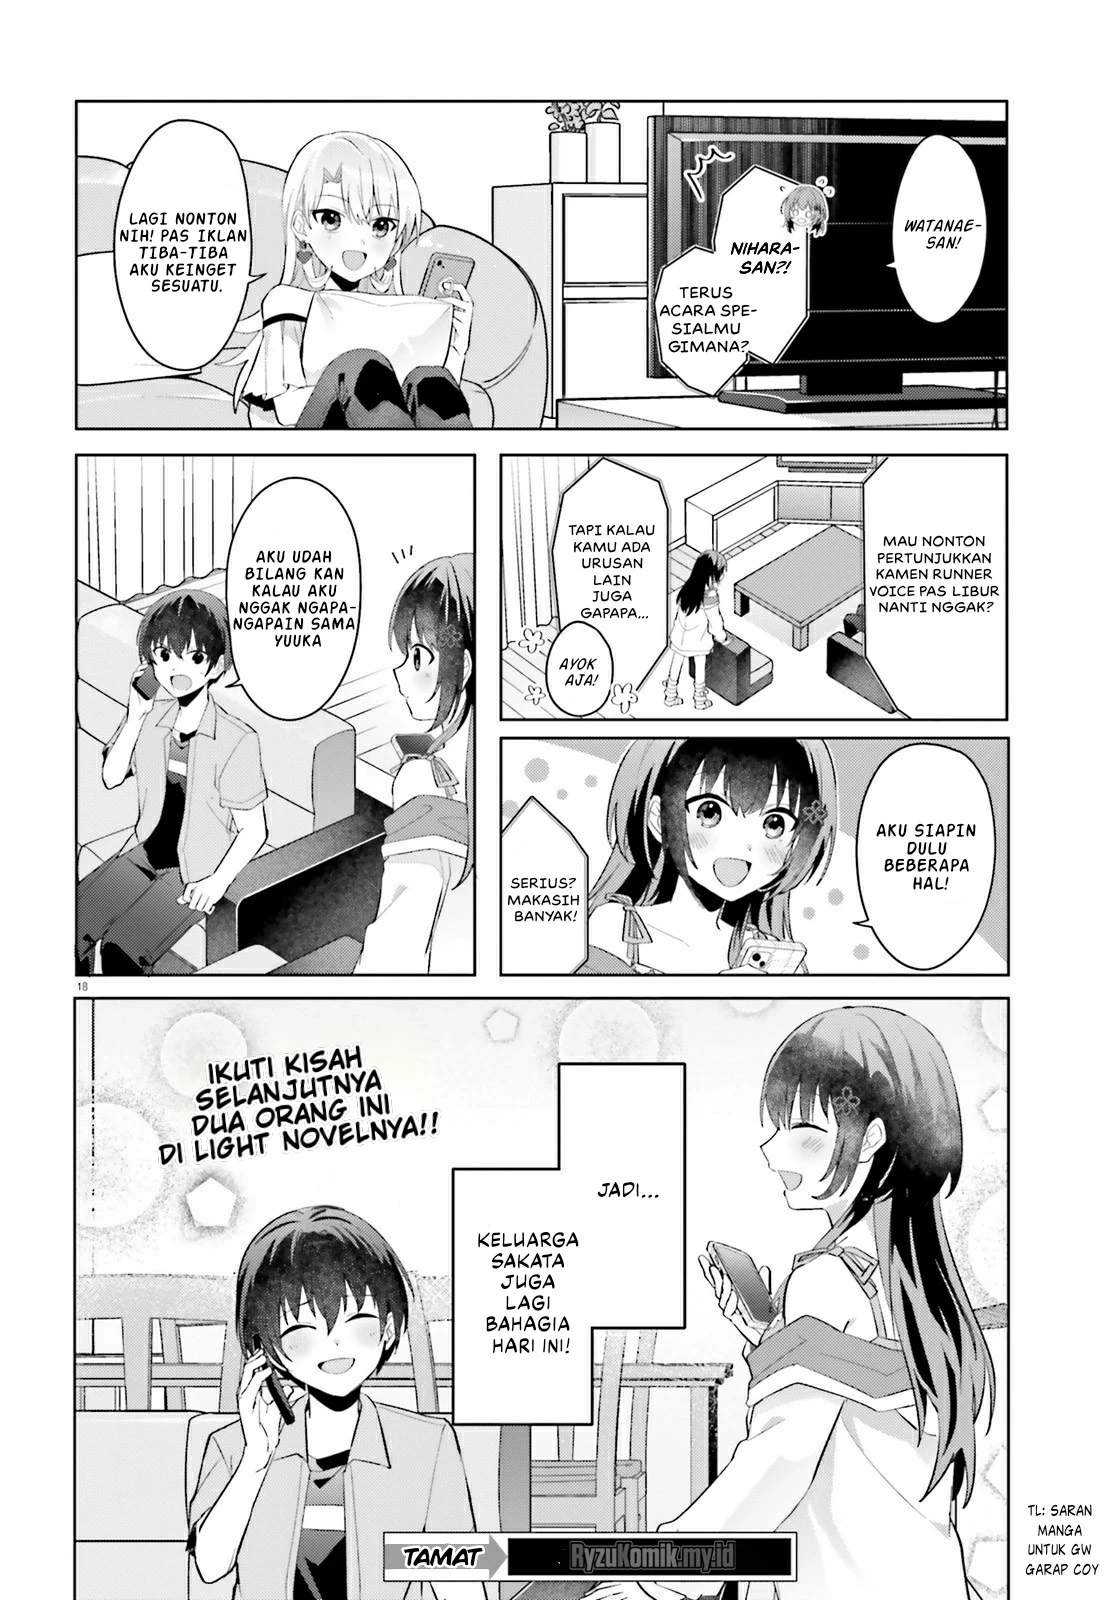 WATANAE-
SAN!
NIHARA-
SAN?!
TERUS
ACARA SPE-
SIALMU
GIMANA?
LAGI NONTON
NIH! PAS IKLAN
TIBA-TIBA
AKU KEINGET
SESUATU.
MAU NONTON
PERTUNJUKKAN
KAMEN RUNNER
VOICE PAS LIBUR
NANTI NGGAK?
TAPI KALAU
KAMU ADA
URUSAN
LAIN
JUGA
GAPAPA...
AYOK
AJA!
AKU SIAPIN
DULU
BEBERAPA
HAL!
SERIUS?
MAKASIH
BANYAK!
AKU UDAH
BILANG KAN
KALAU AKU
NGGAK NGAPA-
NGAPAIN SAMA
YUUKA
18
IKUTI KISAH
SELANJUTNYA
DUA ORANG INI
DI LIGHT NOVELNYA!!
JADI...
KELUARGA
SAKATA
JUGA
LAGI
BAHAGIA
HARI INI!
TAMAT
RyzuKomik.my.id
TL: SARAN
MANGA
UNTUK GW
GARAP COY